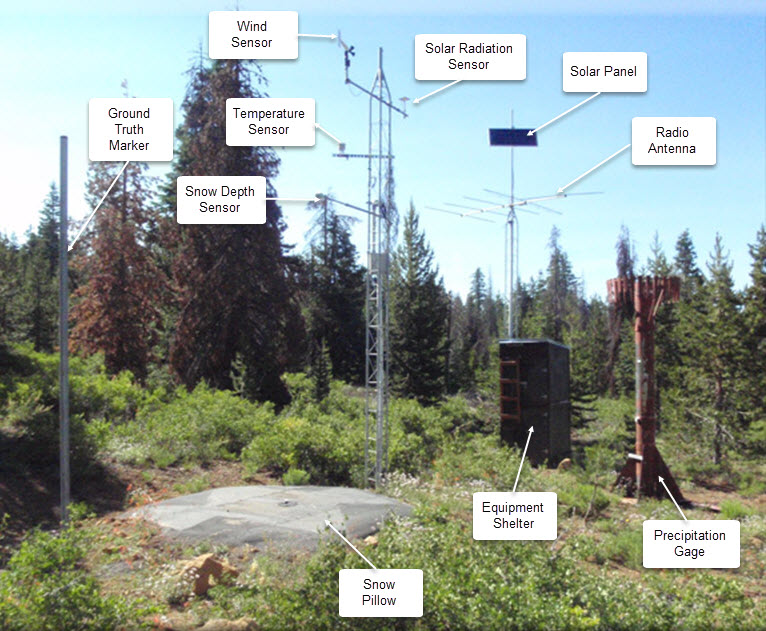 Wind
Sensor
Solar Radiation
Sensor
Solar Panel
Ground
Truth
Marker
Temperature
Sensor
Radio
Antenna
Snow Depth
Sensor
Equipment
Shelter
Precipitation
Gage
Snow
Pillow